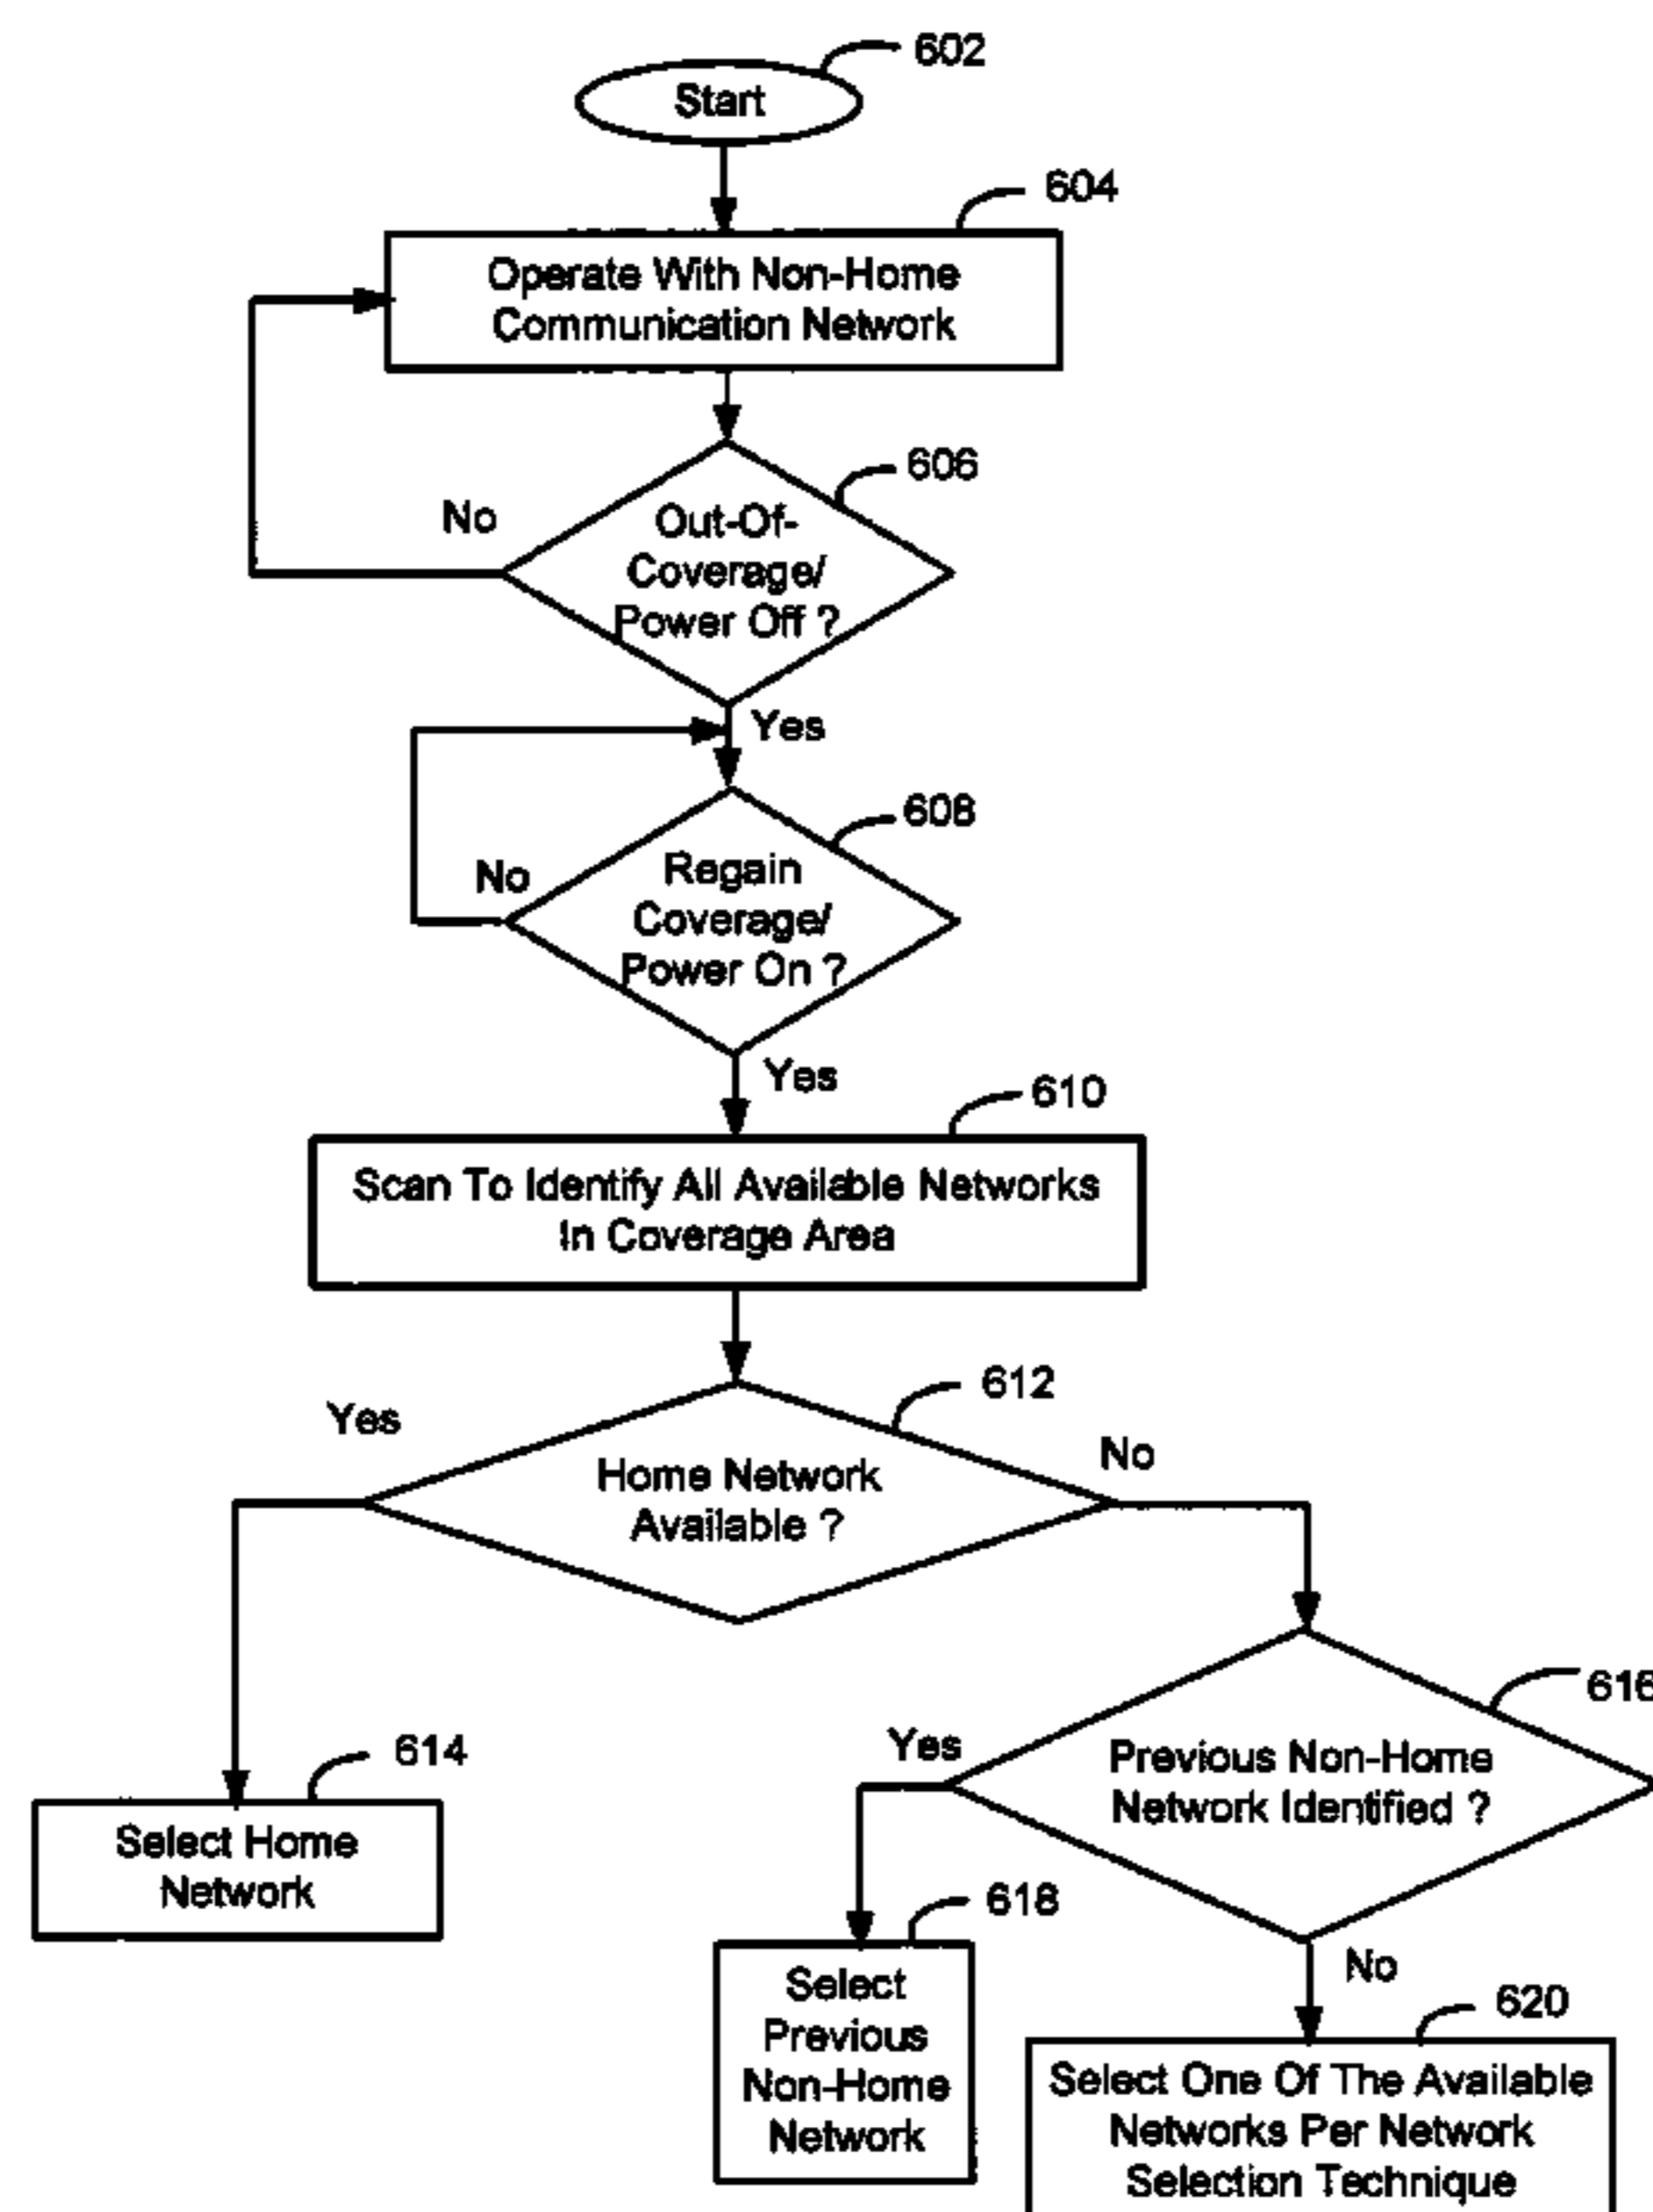 602
Start
604
Operate With Non-Home
Communication Network
606
No
Out-Of-
Coverage/
Power Off ?
Yes
608
No
Regain
Coverage/
Power On ?
Yes
610
Scan To Identify All Available Networks
In Coverage Area
612
Yes
No
Home Network
Available ?
616
614
Yes
Previous Non-Home
Network Identified ?
Select Home
Network
618
No
Select
Previous
Non-Home
Network
620
Select One Of The Available
Networks Per Network
Selection Technique